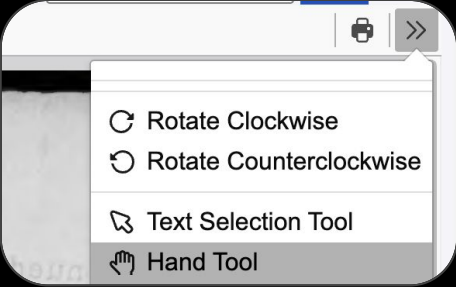 Rotate Clockwise
Rotate Counterclockwise
Text Selection Tool
Hand Tool